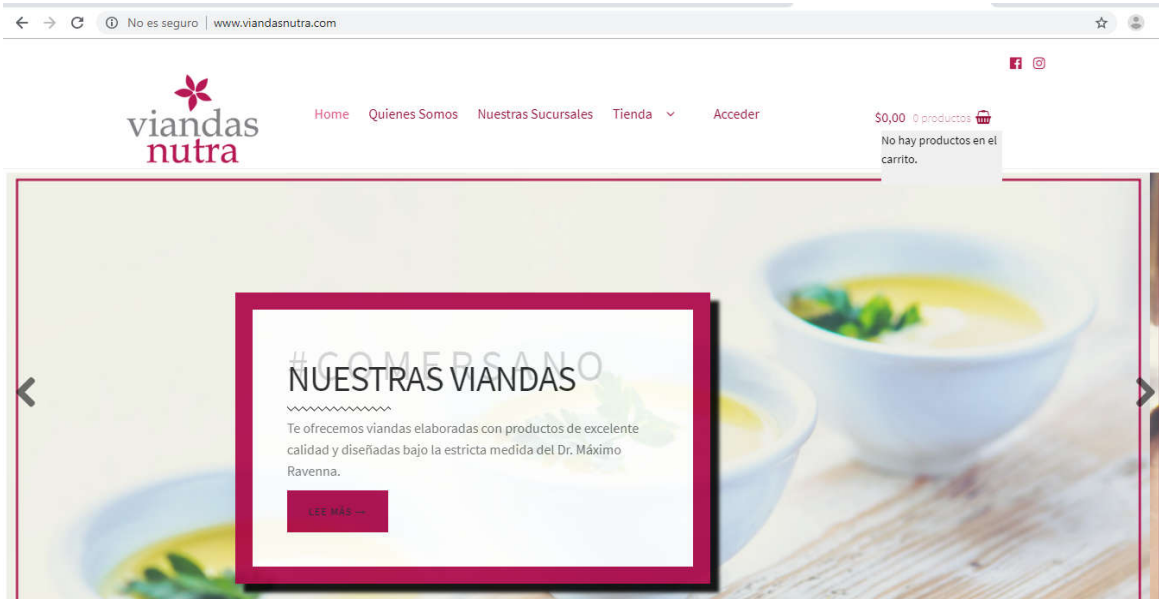 No es seguro | www.viandasnutra.com
viandas
nutra
Home Quienes Somos Nuestras Sucursales Tienda Acceder
$0,00 0 productos
No hay productos en el
carrito.
#COMERSANO
NUESTRAS VIANDAS
Te ofrecemos viandas elaboradas con productos de excelente
calidad y diseñadas bajo la estricta medida del Dr. Máximo
Ravenna.
LEE MÁS →